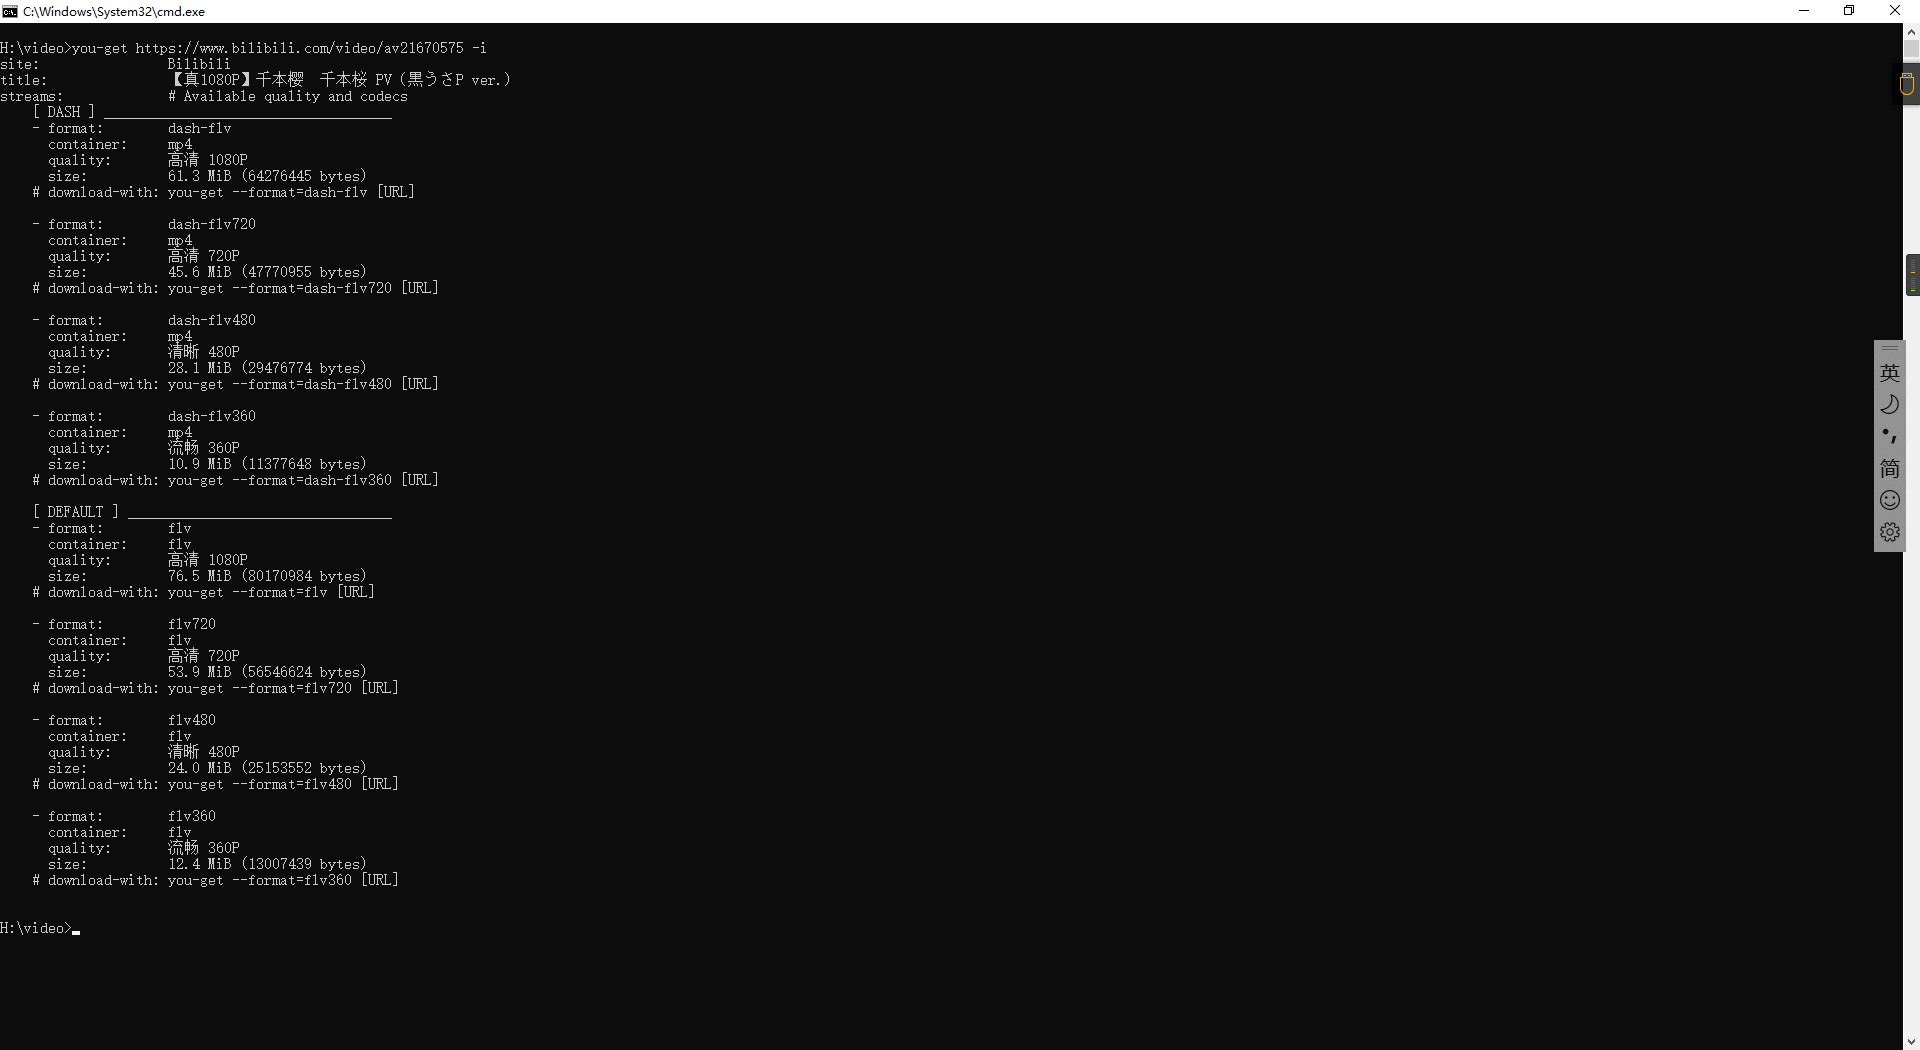 C:\Windows\System32\cmd.exe
H:\video>you-get https://www.bilibili.com/video/av21670575 -i
site: Bilibili
title: 【真1080P】千本樱　千本桜 PV（黒うさP ver.）
streams: # Available quality and codecs
[ DASH ] ____________________________________
- format: dash-flv
container: mp4
quality: 高清 1080P
size: 61.3 MiB (64276445 bytes)
# download-with: you-get --format=dash-flv [URL]
- format: dash-flv720
container: mp4
quality: 高清 720P
size: 45.6 MiB (47770955 bytes)
# download-with: you-get --format=dash-flv720 [URL]
- format: dash-flv480
container: mp4
quality: 清晰 480P
size: 28.1 MiB (29476774 bytes)
# download-with: you-get --format=dash-flv480 [URL]
- format: dash-flv360
container: mp4
quality: 流畅 360P
size: 10.9 MiB (11377648 bytes)
# download-with: you-get --format=dash-flv360 [URL]
[ DEFAULT ] _________________________________
- format: flv
container: flv
quality: 高清 1080P
size: 76.5 MiB (80170984 bytes)
# download-with: you-get --format=flv [URL]
- format: flv720
container: flv
quality: 高清 720P
size: 53.9 MiB (56546624 bytes)
# download-with: you-get --format=flv720 [URL]
- format: flv480
container: flv
quality: 清晰 480P
size: 24.0 MiB (25153552 bytes)
# download-with: you-get --format=flv480 [URL]
- format: flv360
container: flv
quality: 流畅 360P
size: 12.4 MiB (13007439 bytes)
# download-with: you-get --format=flv360 [URL]
H:\video>
英
简